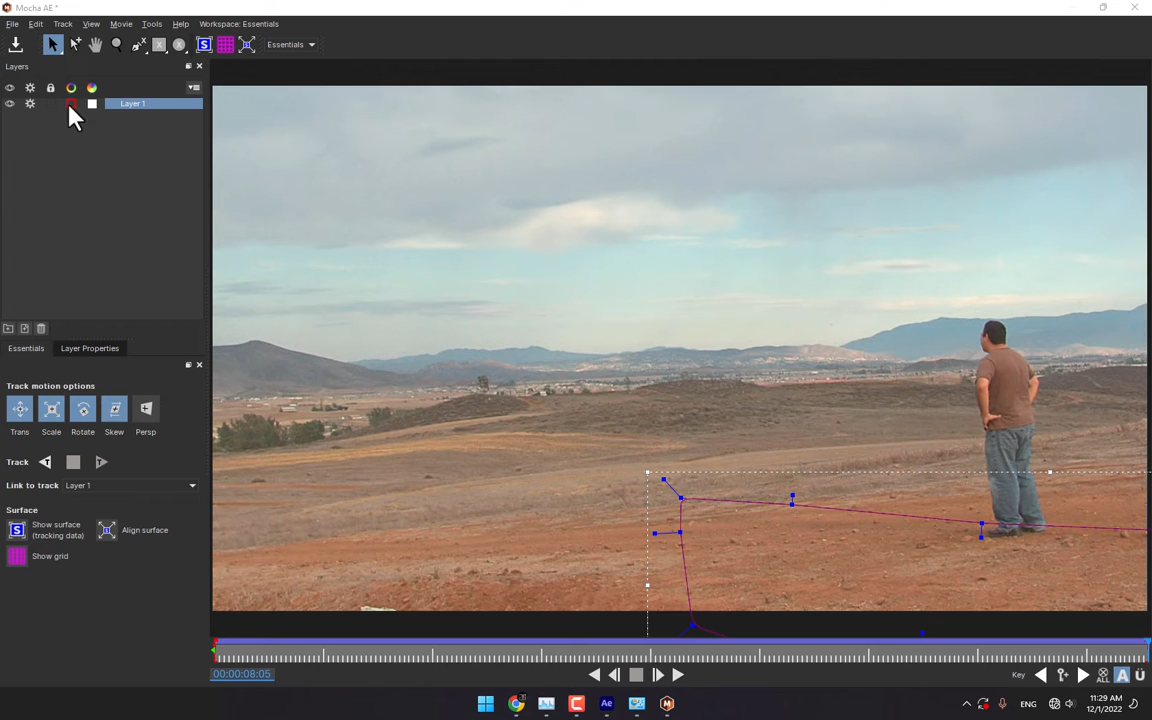 Mocha AE *
File Edit Track View Movie Tools Help Workspace: Essentials
Essentials
Layers
Layer 1
Essentials Layer Properties
Track motion options
Trans Scale Rotate Skew Persp
Track
Link to track Layer 1
Surface
Show surface
(tracking data)
Align surface
Show grid
00:00:08:05
Key
ALL A Ü
ENG
11:29 AM
12/1/2022